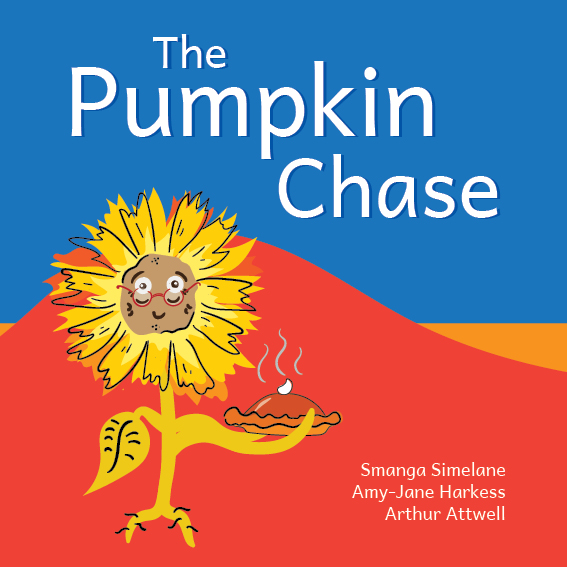 The
Pumpkin
Chase
Smanga Simelane
Amy-Jane Harkess
Arthur Attwell